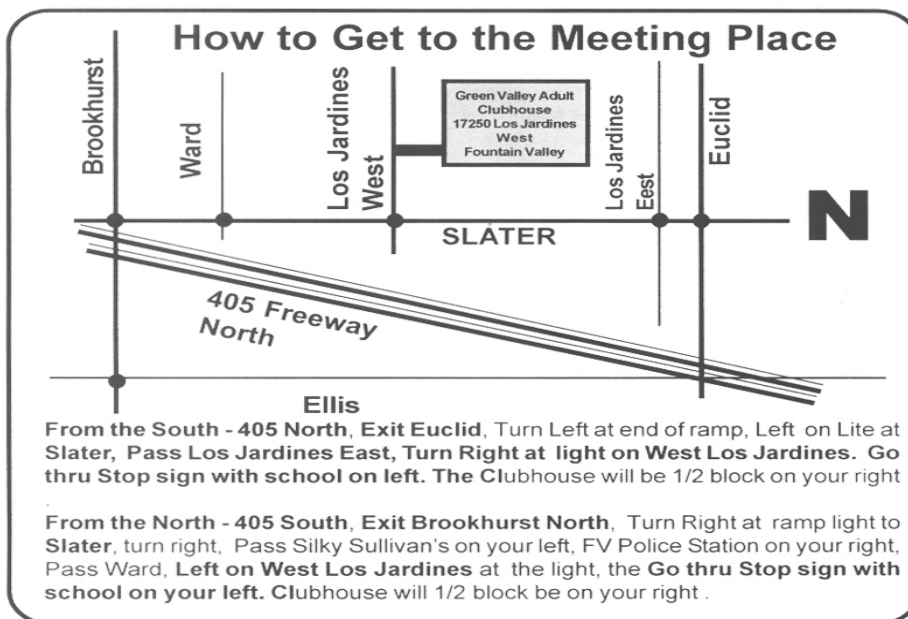 How to Get to the Meeting Place
Brookhurst
Ward
Los Jardines
West
Green Valley Adult
Clubhouse
17250 Los Jardines
West
Fountain Valley
Los Jardines
Eest
Euclid
N
SLATER
405 Freeway
North
Ellis
From the South - 405 North, Exit Euclid, Turn Left at end of ramp, Left on Lite at
Slater, Pass Los Jardines East, Turn Right at light on West Los Jardines. Go
thru Stop sign with school on left. The Clubhouse will be 1/2 block on your right
.
From the North - 405 South, Exit Brookhurst North, Turn Right at ramp light to
Slater, turn right, Pass Silky Sullivan's on your left, FV Police Station on your right,
Pass Ward, Left on West Los Jardines at the light, the Go thru Stop sign with
school on your left. Clubhouse will 1/2 block be on your right .